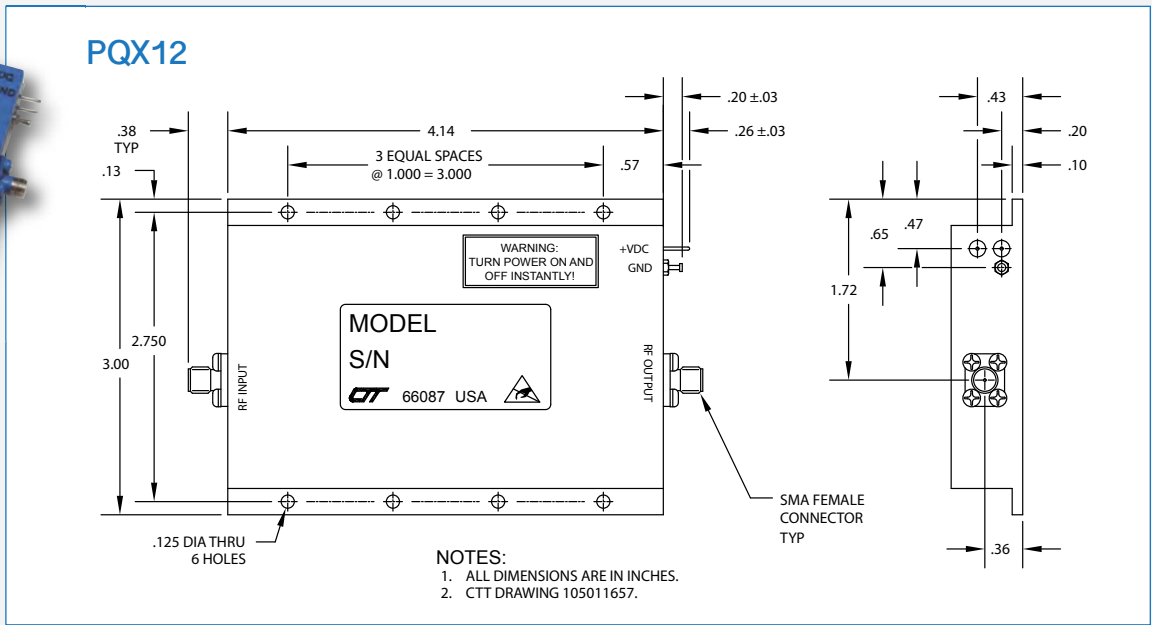 PQX12
.20 ±.03
.26 ±.03
.38
TYP
4.14
3 EQUAL SPACES
@ 1.000 = 3.000
.57
.13
WARNING:
TURN POWER ON AND
OFF INSTANTLY!
+VDC
GND
MODEL
S/N
CTT 66087 USA
RF INPUT
RF OUTPUT
2.750
3.00
.125 DIA THRU
6 HOLES
SMA FEMALE
CONNECTOR
TYP
.43
.20
.10
.47
.65
1.72
.36
NOTES:
1. ALL DIMENSIONS ARE IN INCHES.
2. CTT DRAWING 105011657.